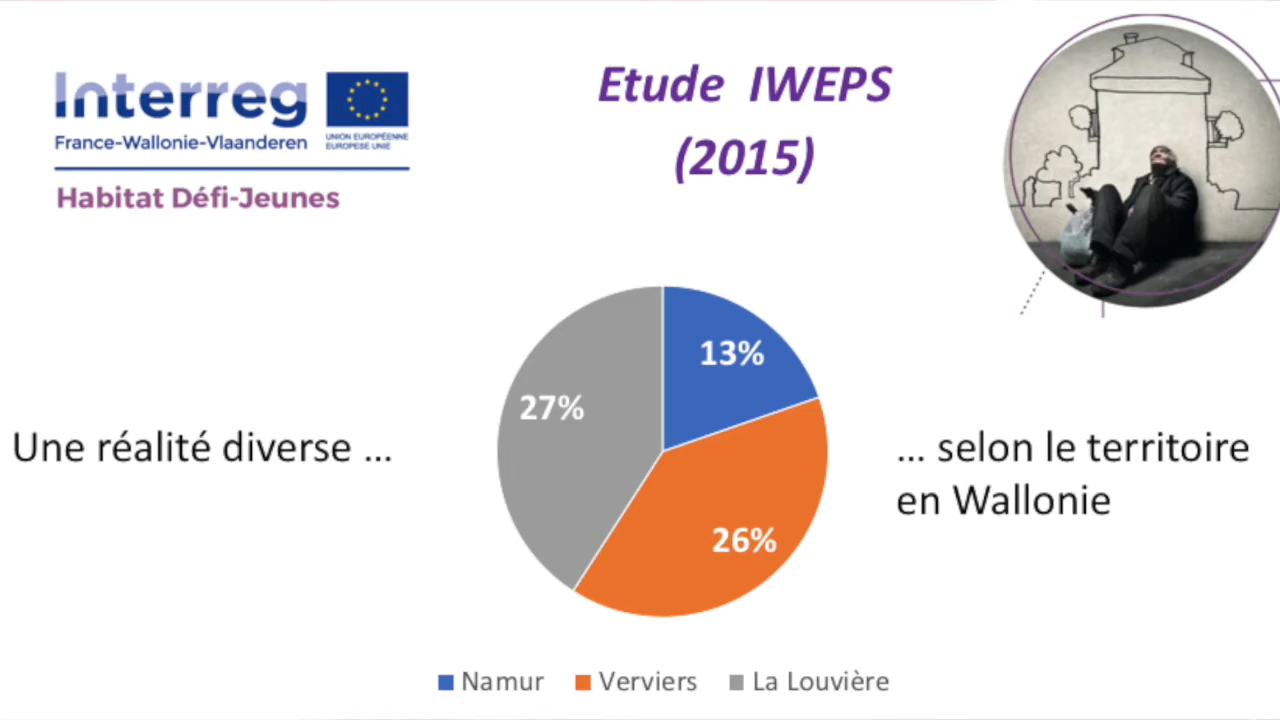 Interreg
France-Wallonie-Vlaanderen
UNION EUROPÉENNE
EUROPESE UNIE
Habitat Défi-Jeunes
Etude IWEPS
(2015)
13%
27%
26%
Une réalité diverse ...
... selon le territoire
en Wallonie
Namur Verviers La Louvière